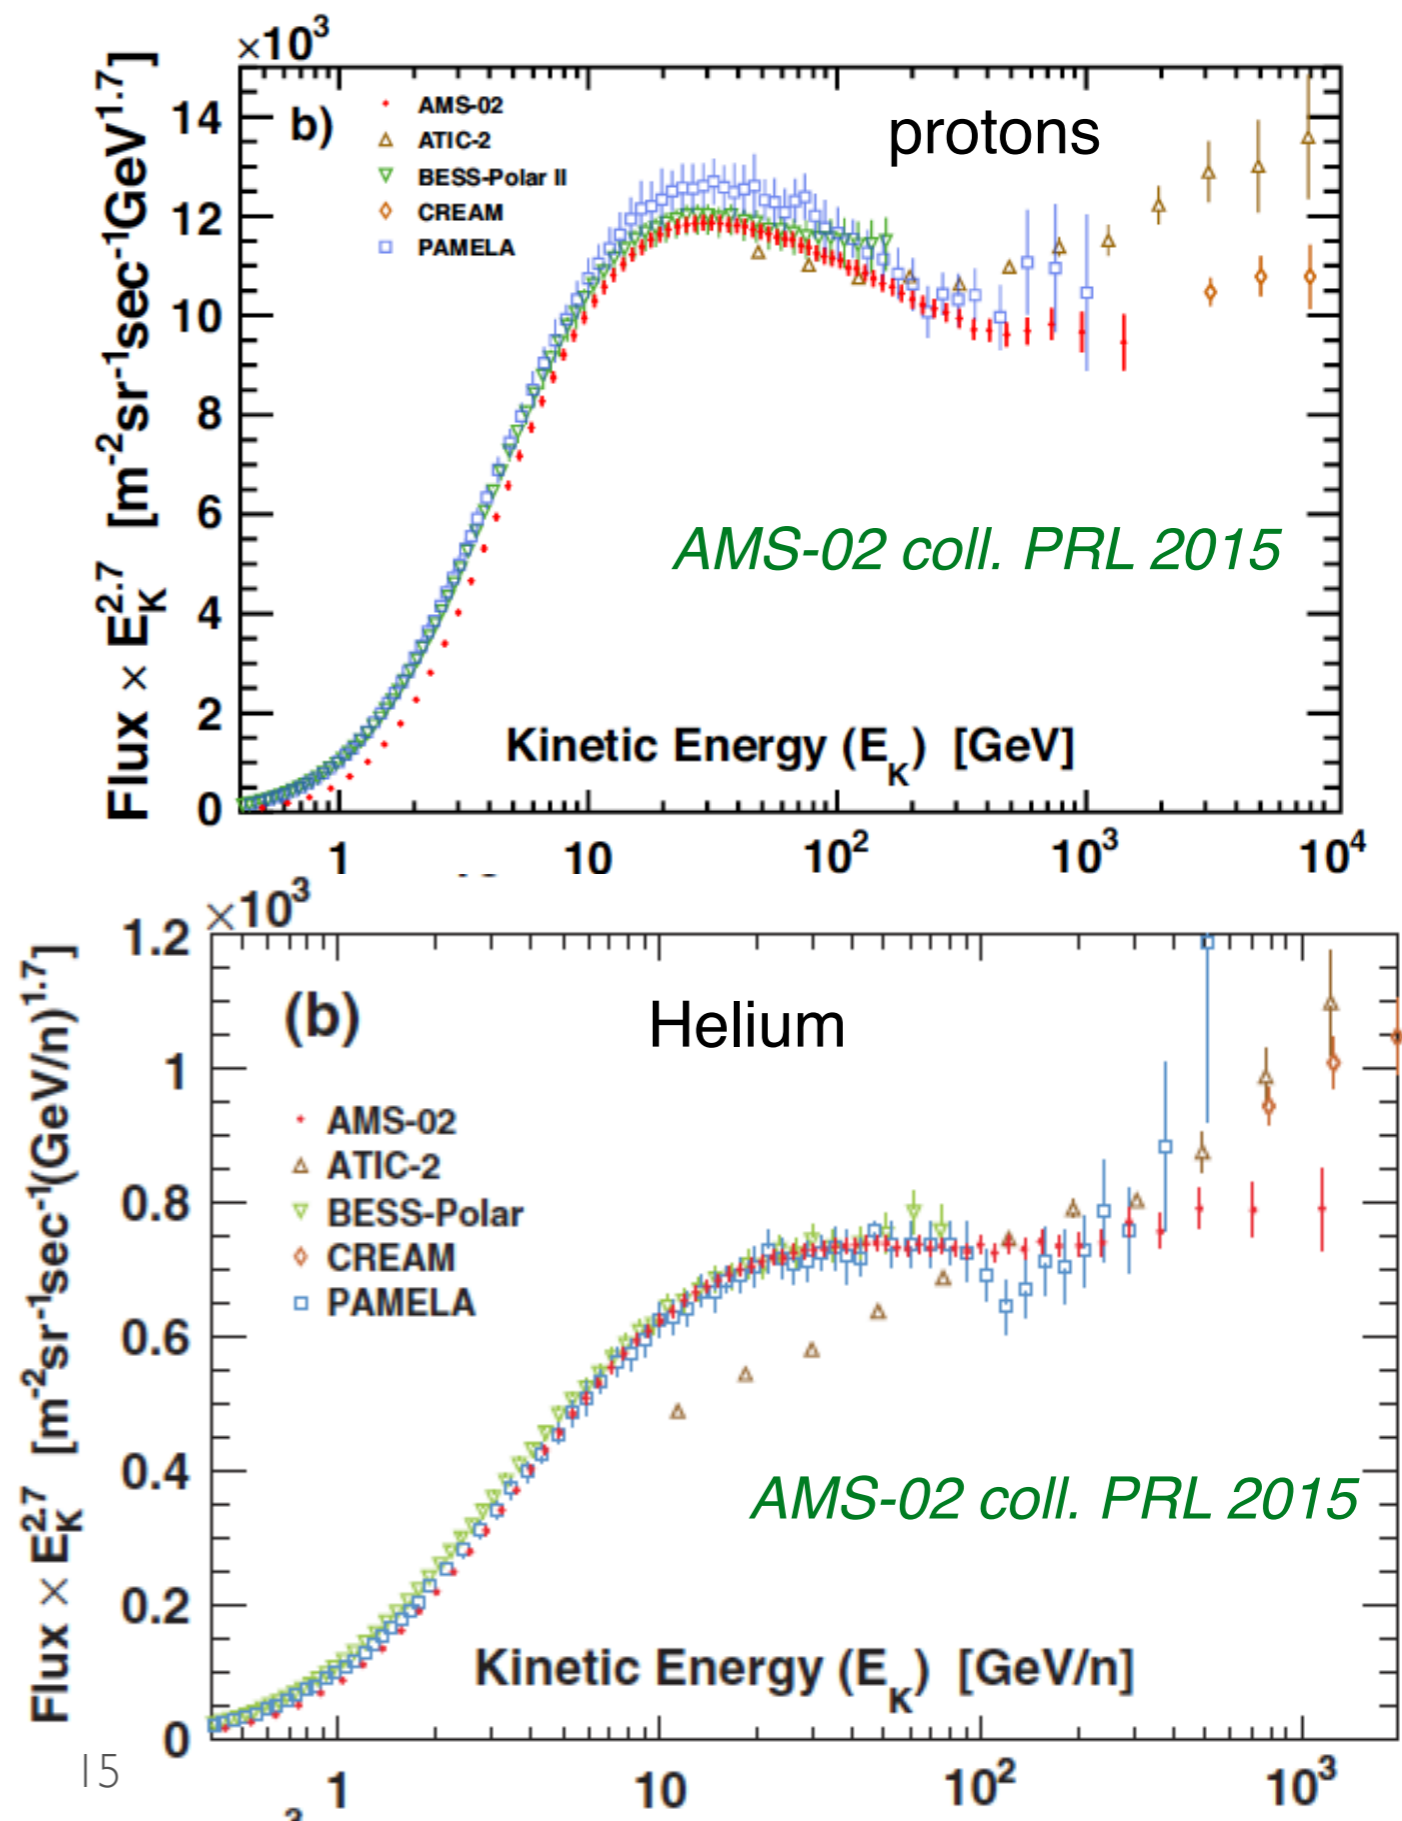 ×10³
Flux × E_K^2.7 [m⁻²sr⁻¹sec⁻¹GeV^1.7]
b)
protons
AMS-02
ATIC-2
BESS-Polar II
CREAM
PAMELA
14
12
10
8
6
4
2
0
AMS-02 coll. PRL 2015
Kinetic Energy (E_K) [GeV]
1 10 10² 10³ 10⁴
×10³
Flux × E_K^2.7 [m⁻²sr⁻¹sec⁻¹(GeV/n)^1.7]
(b)
Helium
AMS-02
ATIC-2
BESS-Polar
CREAM
PAMELA
1.2
1
0.8
0.6
0.4
0.2
0
AMS-02 coll. PRL 2015
Kinetic Energy (E_K) [GeV/n]
15
1 10 10² 10³